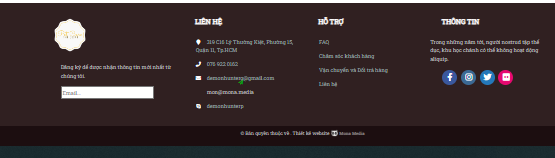 Đăng ký để được nhận thông tin mới nhất từ
chúng tôi.
Email...
LIÊN HỆ
319 C16 Lý Thường Kiệt, Phường 15,
Quận 11, Tp.HCM
076 922 0162
demonhunterg@gmail.com
mon@mona.media
demonhunterp
HỖ TRỢ
FAQ
Chăm sóc khách hàng
Vận chuyển và Đổi trả hàng
Liên hệ
THÔNG TIN
Trong những năm tới, người nostrud tập thể
dục, khu học chánh có thể không hoạt động
aliquip.
© Bản quyền thuộc về . Thiết kế website Mona Media